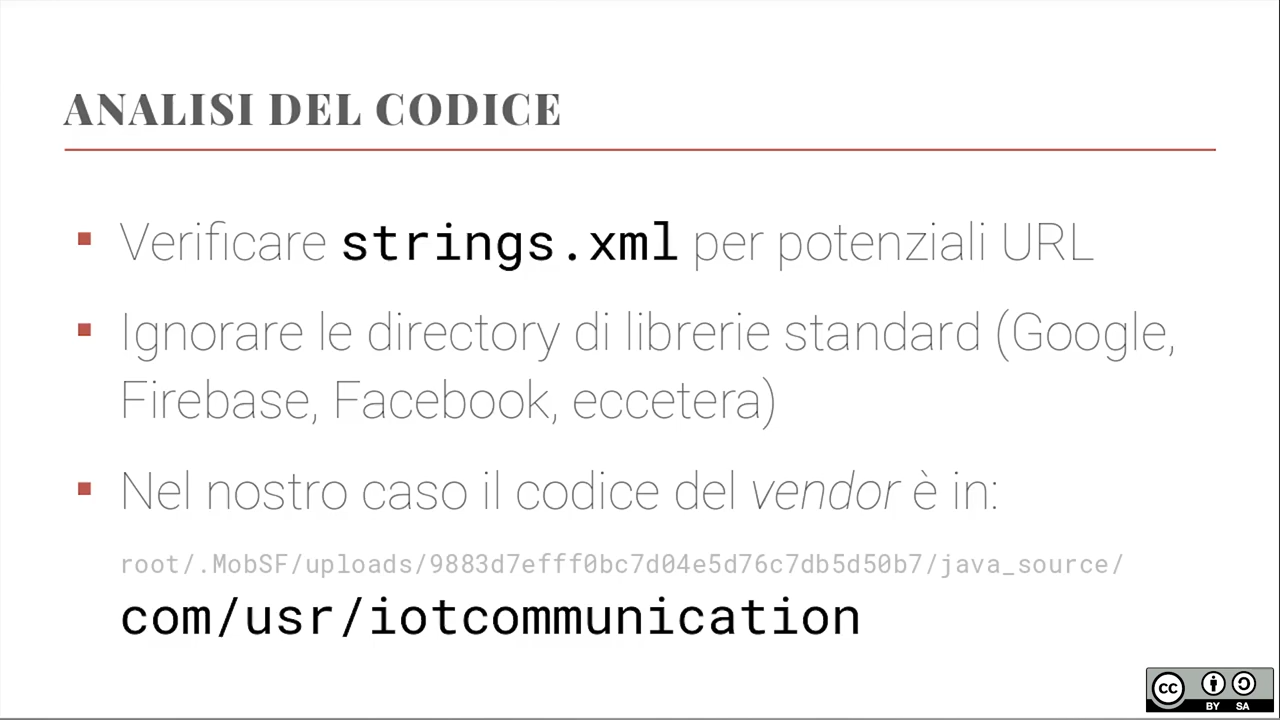 ANALISI DEL CODICE
Verificare strings.xml per potenziali URL
Ignorare le directory di librerie standard (Google,
Firebase, Facebook, eccetera)
Nel nostro caso il codice del vendor è in:
root/.MobSF/uploads/9883d7efff0bc7d04e5d76c7db5d50b7/java_source/
com/usr/iotcommunication
cc
BY SA